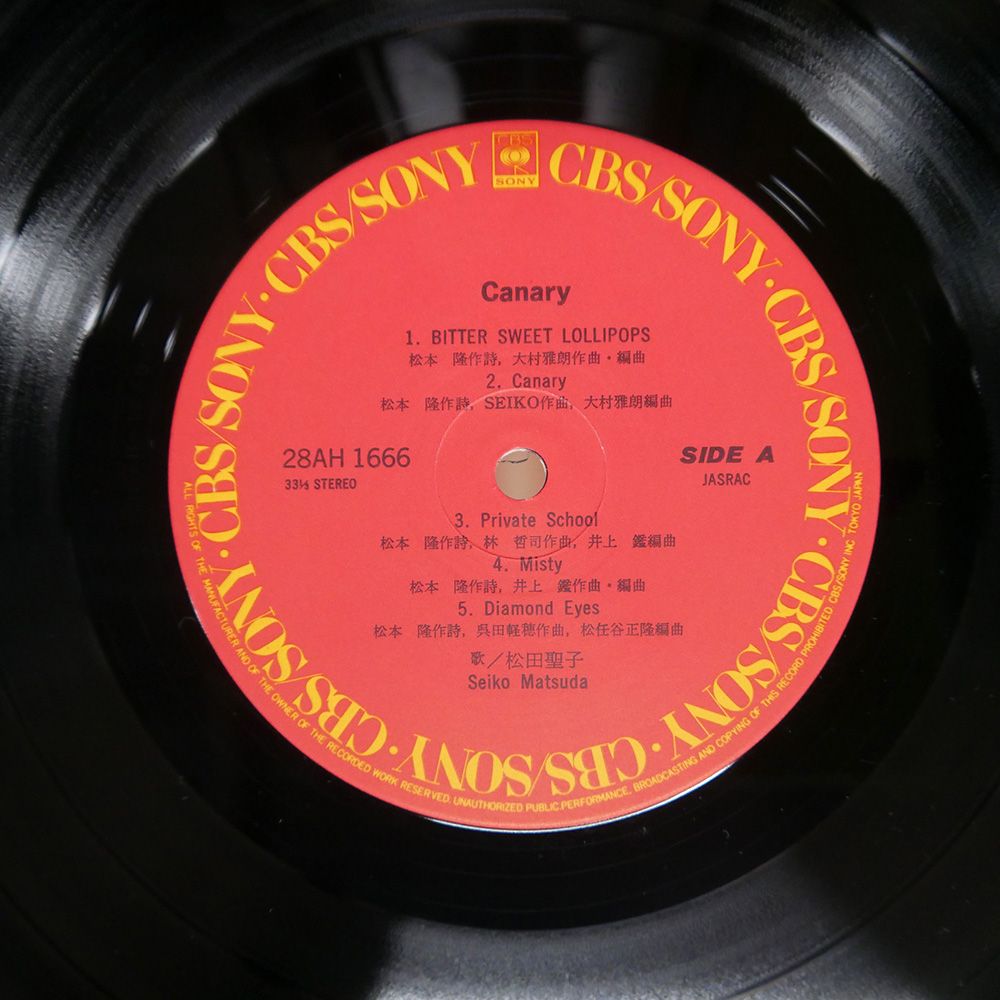 CBS
SONY
CBS/SONY · CBS/SONY · CBS/SONY · CBS/SONY · CBS/SONY · CBS/SONY · CBS/SONY · CBS/SONY · CBS/SONY
Canary
1. BITTER SWEET LOLLIPOPS
松本 隆作詩, 大村雅朗作曲・編曲
2. Canary
松本 隆作詩, SEIKO作曲, 大村雅朗編曲
28AH 1666
33⅓ STEREO
SIDE A
JASRAC
3. Private School
松本 隆作詩, 林 哲司作曲, 井上 鑑編曲
4. Misty
松本 隆作詩, 井上 鑑作曲・編曲
5. Diamond Eyes
松本 隆作詩, 呉田軽穂作曲, 松任谷正隆編曲
歌/松田聖子
Seiko Matsuda
ALL RIGHTS OF THE MANUFACTURER AND OF THE OWNER OF THE RECORDED WORK RESERVED. UNAUTHORIZED PUBLIC PERFORMANCE, BROADCASTING AND COPYING OF THIS RECORD PROHIBITED CBS/SONY INC TOKYO JAPAN